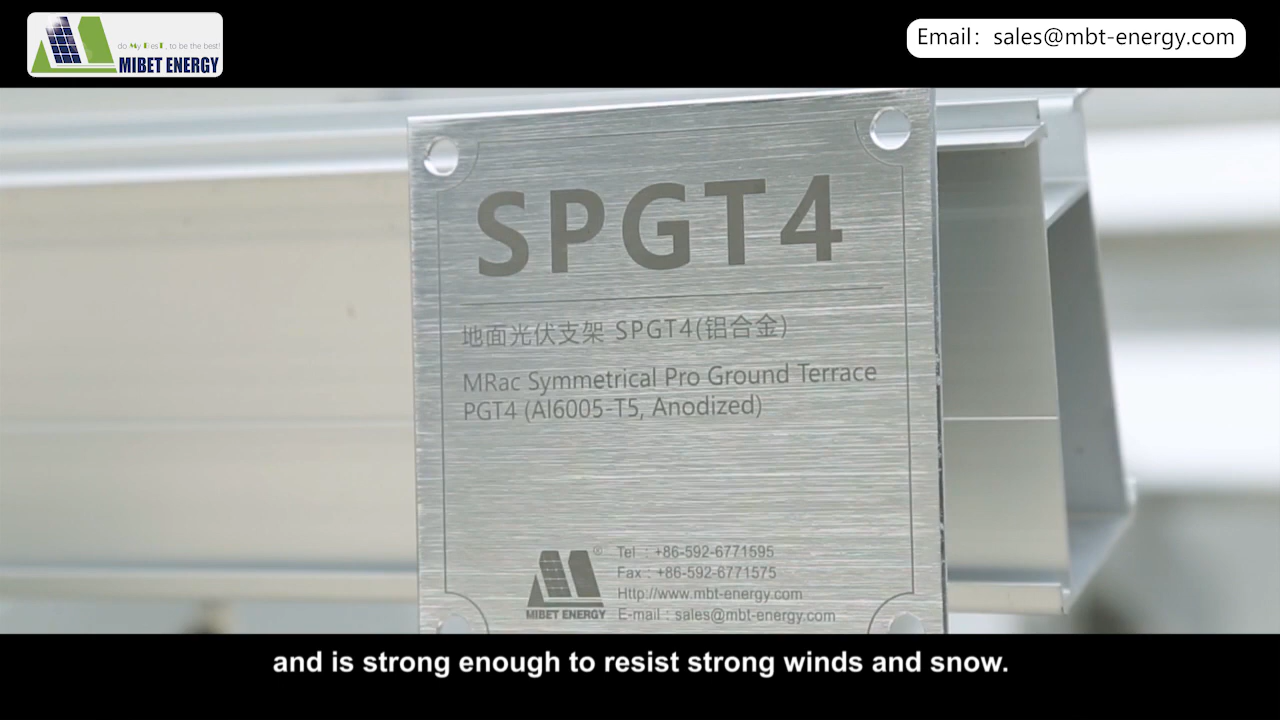 do My Best, to be the best!
MIBET ENERGY
Email：sales@mbt-energy.com
SPGT4
地面光伏支架 SPGT4(铝合金)
MRac Symmetrical Pro Ground Terrace
PGT4 (Al6005-T5, Anodized)
MIBET ENERGY
®
Tel : +86-592-6771595
Fax : +86-592-6771575
Http://www.mbt-energy.com
E-mail : sales@mbt-energy.com
and is strong enough to resist strong winds and snow.